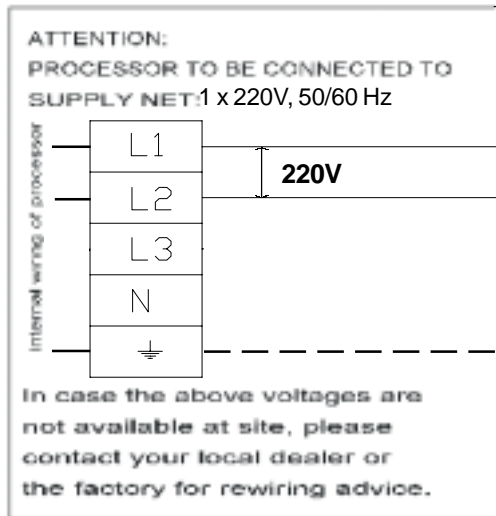 ATTENTION:
PROCESSOR TO BE CONNECTED TO
SUPPLY NET: 1 x 220V, 50/60 Hz
Internal wiring of processor
L1
220V
L2
L3
N
In case the above voltages are
not available at site, please
contact your local dealer or
the factory for rewiring advice.